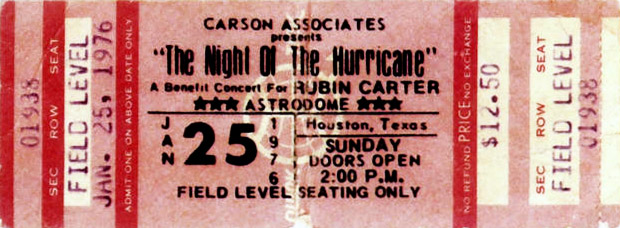 SEC ROW SEAT
01938
FIELD LEVEL
JAN. 25, 1976
ADMIT ONE ON ABOVE DATE ONLY
CARSON ASSOCIATES
presents
"The Night Of The Hurricane"
A Benefit Concert For RUBIN CARTER
★★★ ASTRODOME ★★★
JAN 25 1976
Houston, Texas
SUNDAY
DOORS OPEN
2:00 P.M.
FIELD LEVEL SEATING ONLY
NO REFUND PRICE NO EXCHANGE
$12.50
SEC ROW SEAT
FIELD LEVEL
01938